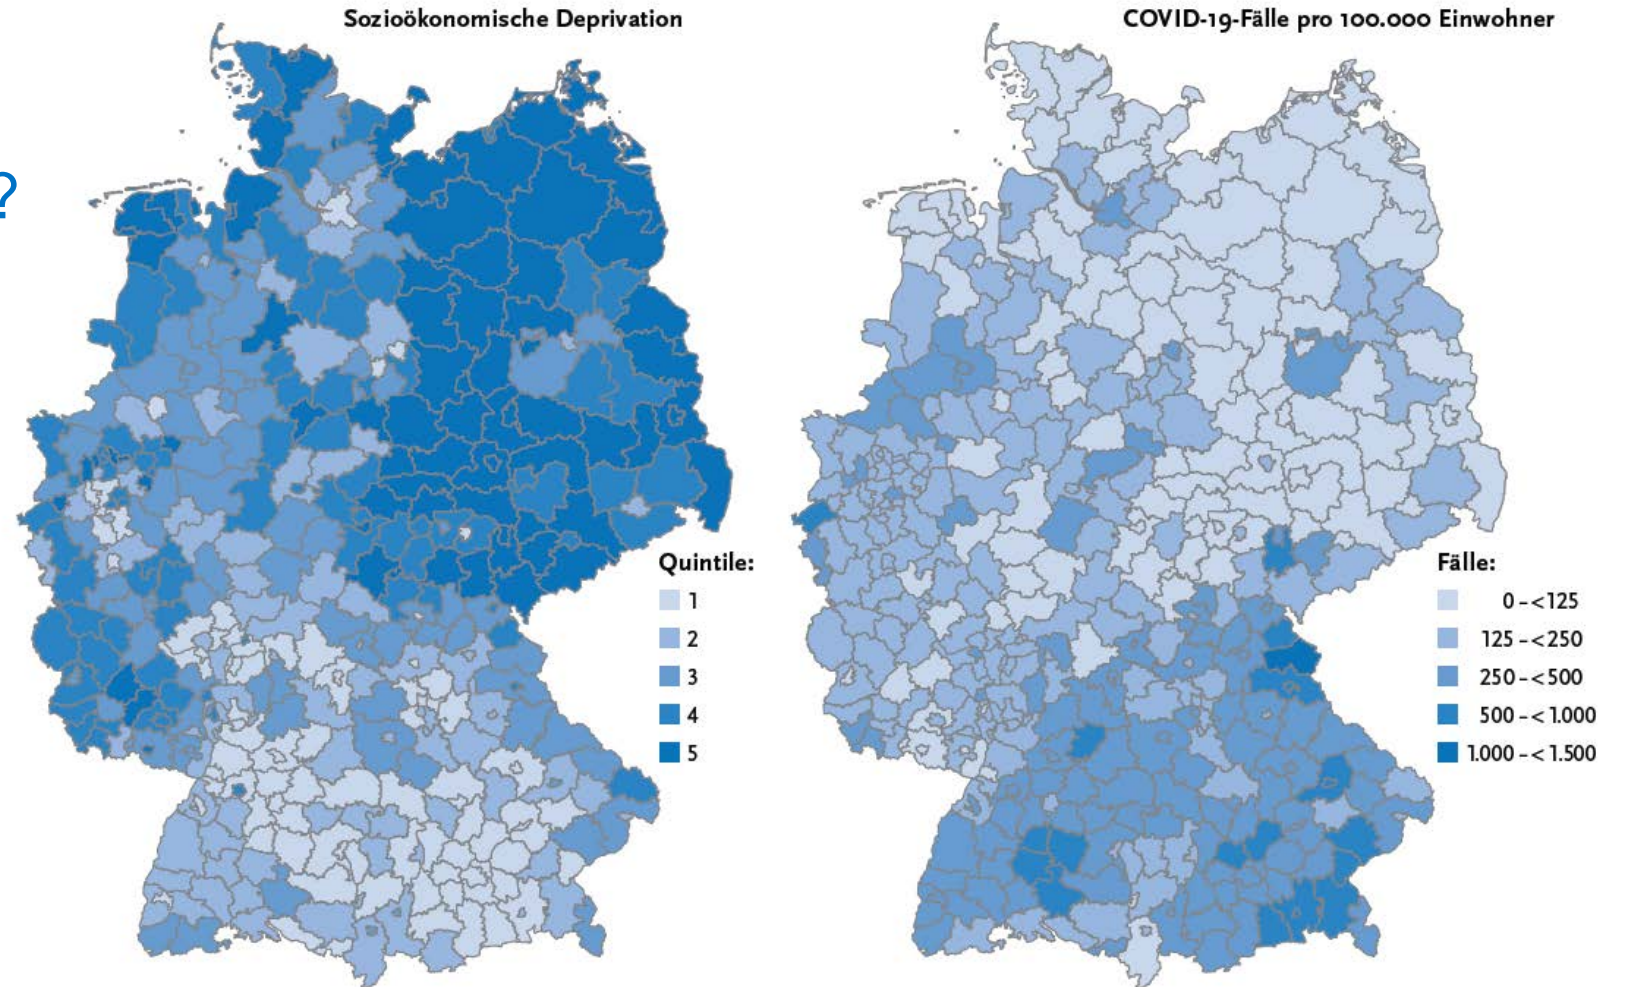 Sozioökonomische Deprivation
COVID-19-Fälle pro 100.000 Einwohner
?
Quintile:
1
2
3
4
5
Fälle:
0 - < 125
125 - < 250
250 - < 500
500 - < 1.000
1.000 - < 1.500